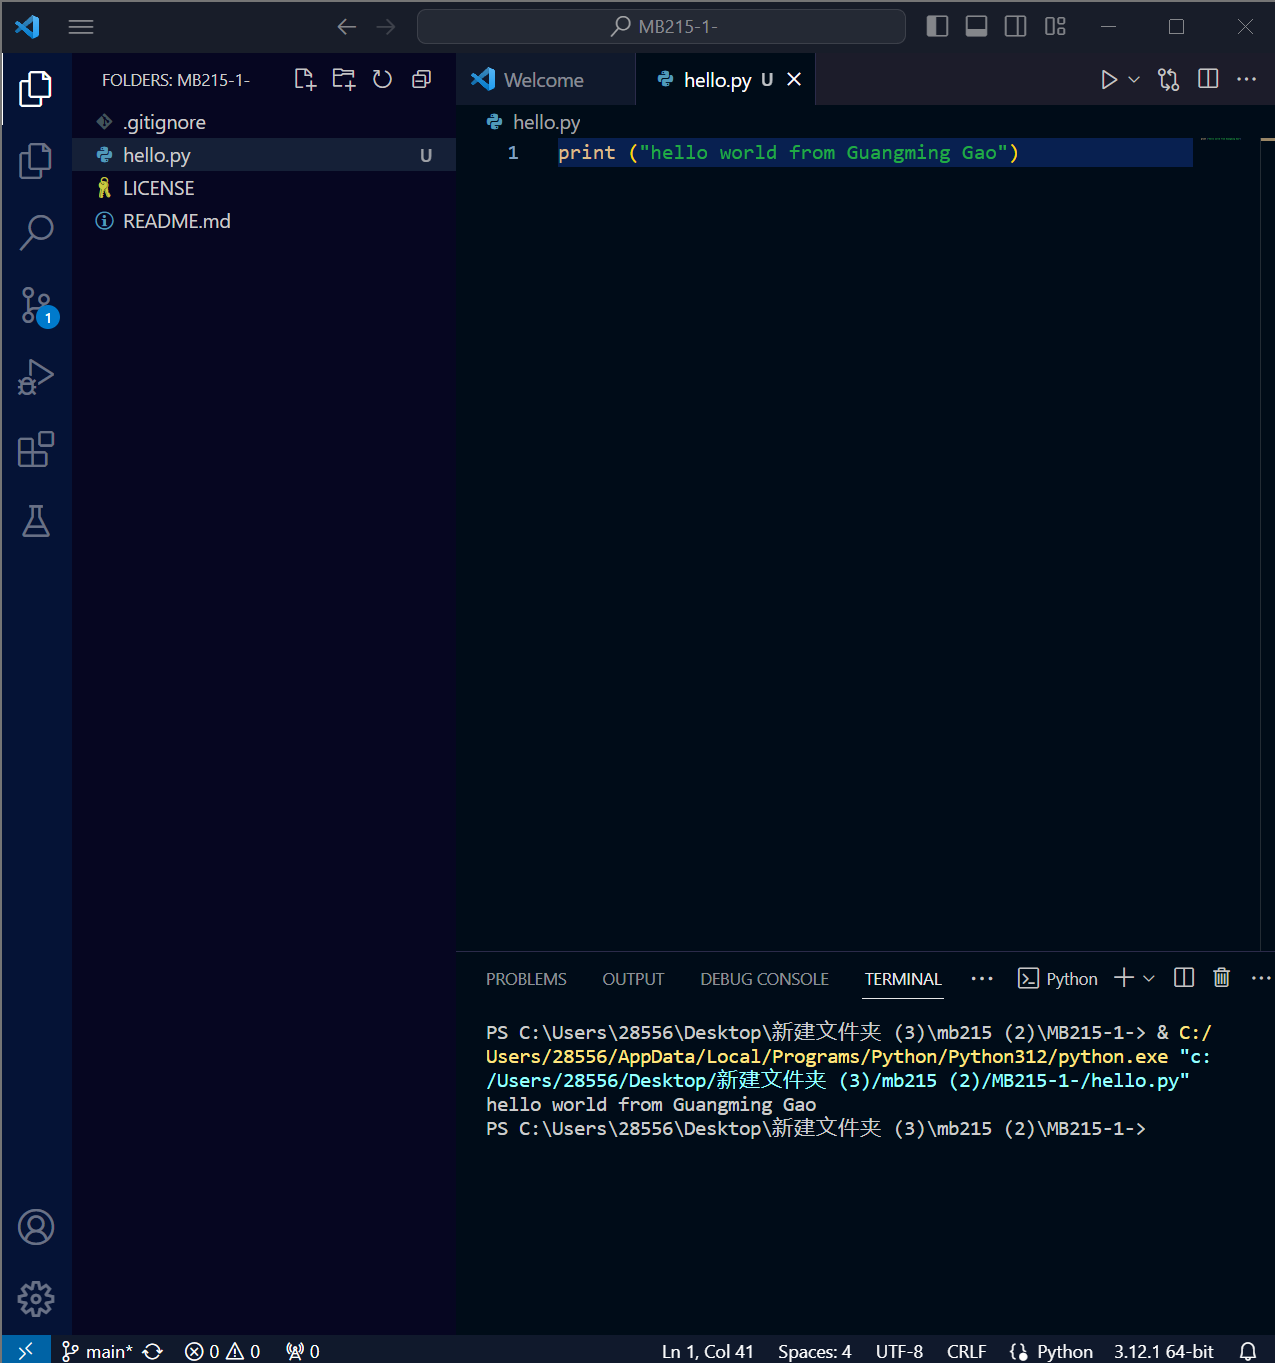 MB215-1-
FOLDERS: MB215-1-
.gitignore
hello.py U
LICENSE
README.md
1
Welcome
hello.py U
hello.py
1 print ("hello world from Guangming Gao")
PROBLEMS OUTPUT DEBUG CONSOLE TERMINAL Python
PS C:\Users\28556\Desktop\新建文件夹 (3)\mb215 (2)\MB215-1-> & C:/
Users/28556/AppData/Local/Programs/Python/Python312/python.exe "c:
/Users/28556/Desktop/新建文件夹 (3)/mb215 (2)/MB215-1-/hello.py"
hello world from Guangming Gao
PS C:\Users\28556\Desktop\新建文件夹 (3)\mb215 (2)\MB215-1->
main* 0 0 0 Ln 1, Col 41 Spaces: 4 UTF-8 CRLF Python 3.12.1 64-bit